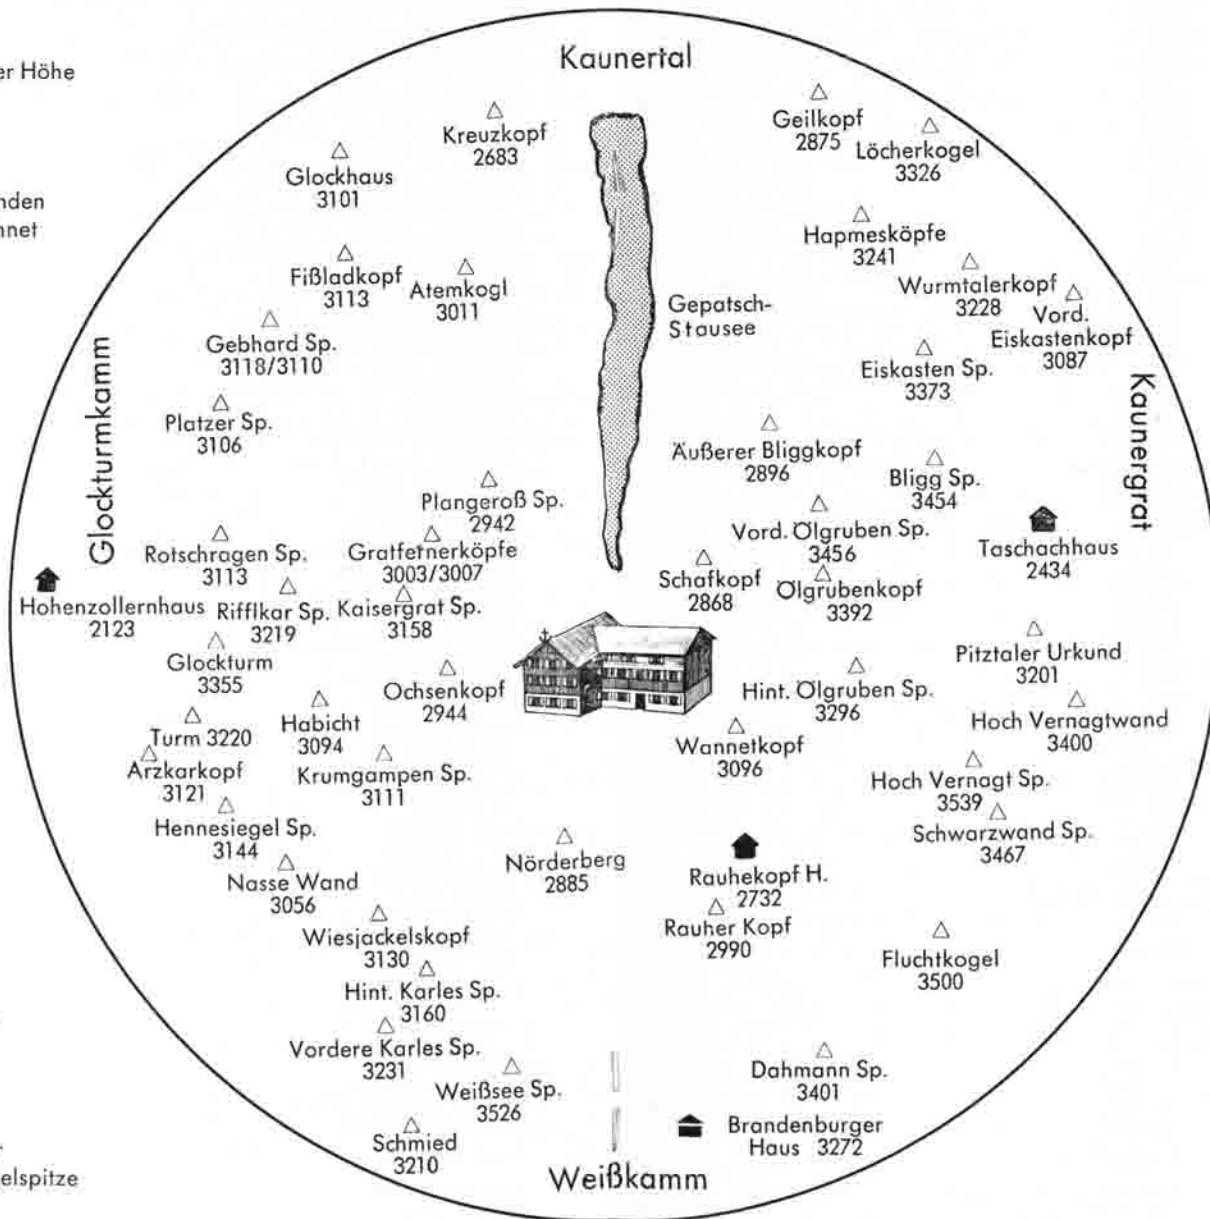 er Höhe
nden
nnet
elspitze
Kaunertal
Kreuzkopf
2683
Geilkopf
2875
Löcherkogel
3326
Glockhaus
3101
Hapmesköpfe
3241
Fißladkopf
3113
Atemkogl
3011
Wurmtalerkopf
3228
Vord.
Eiskastenkopf
3087
Gepatsch-
Stausee
Gebhard Sp.
3118/3110
Eiskasten Sp.
3373
Glockturmkamm
Kaunergrat
Platzer Sp.
3106
Äußerer Bliggkopf
2896
Bligg Sp.
3454
Plangeroß Sp.
2942
Vord. Ölgruben Sp.
3456
Taschachhaus
2434
Rotschragen Sp.
3113
Gratfernerköpfe
3003/3007
Schafkopf
2868
Ölgrubenkopf
3392
Hohenzollernhaus
2123
Rifflkar Sp.
3219
Kaisergrat Sp.
3158
Glockturm
3355
Pitztaler Urkund
3201
Ochsenkopf
2944
Hint. Ölgruben Sp.
3296
Habicht
3094
Turm 3220
Hoch Vernagtwand
3400
Wannetkopf
3096
Arzkarkopf
3121
Krumgampen Sp.
3111
Hoch Vernagt Sp.
3539
Hennesiegel Sp.
3144
Schwarzwand Sp.
3467
Nörderberg
2885
Rauhekopf H.
2732
Nasse Wand
3056
Rauher Kopf
2990
Wiesjackelskopf
3130
Fluchtkogel
3500
Hint. Karles Sp.
3160
Vordere Karles Sp.
3231
Dahmann Sp.
3401
Weißsee Sp.
3526
Brandenburger
Haus 3272
Schmied
3210
Weißkamm